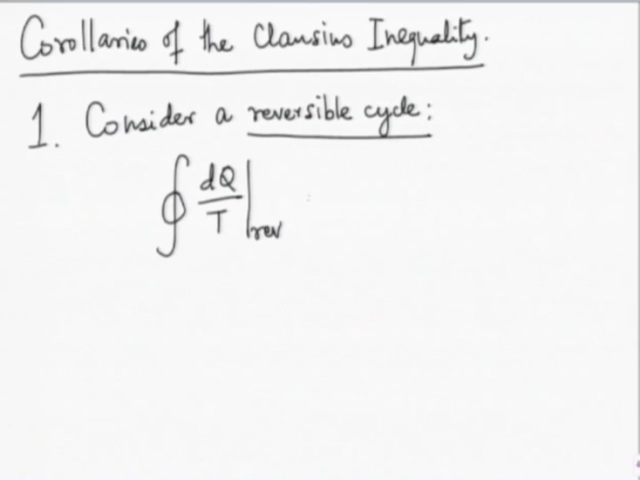 Corollaries of the Clausius Inequality.
1. Consider a reversible cycle:
∮ dQ/T |rev